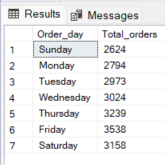 Results Messages
Order_day Total_orders
1 Sunday 2624
2 Monday 2794
3 Tuesday 2973
4 Wednesday 3024
5 Thursday 3239
6 Friday 3538
7 Saturday 3158